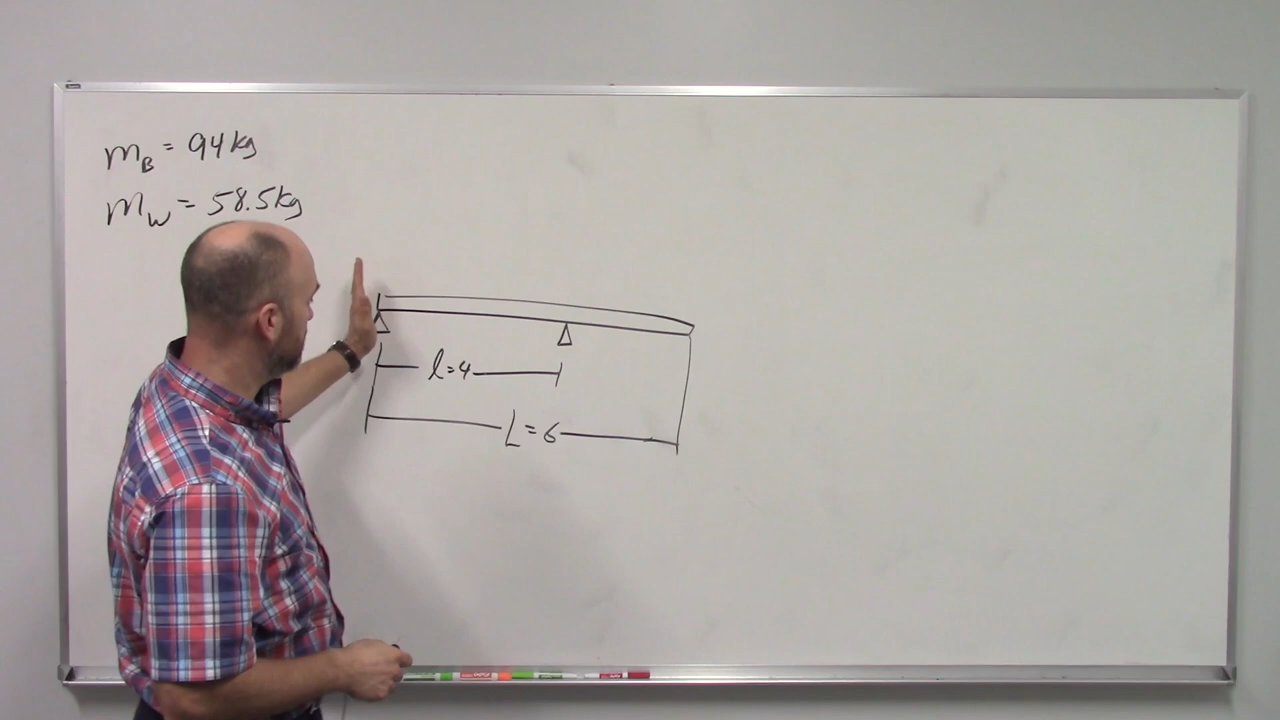 m_B = 94 kg
m_W = 58.5 kg
l = 4
L = 6